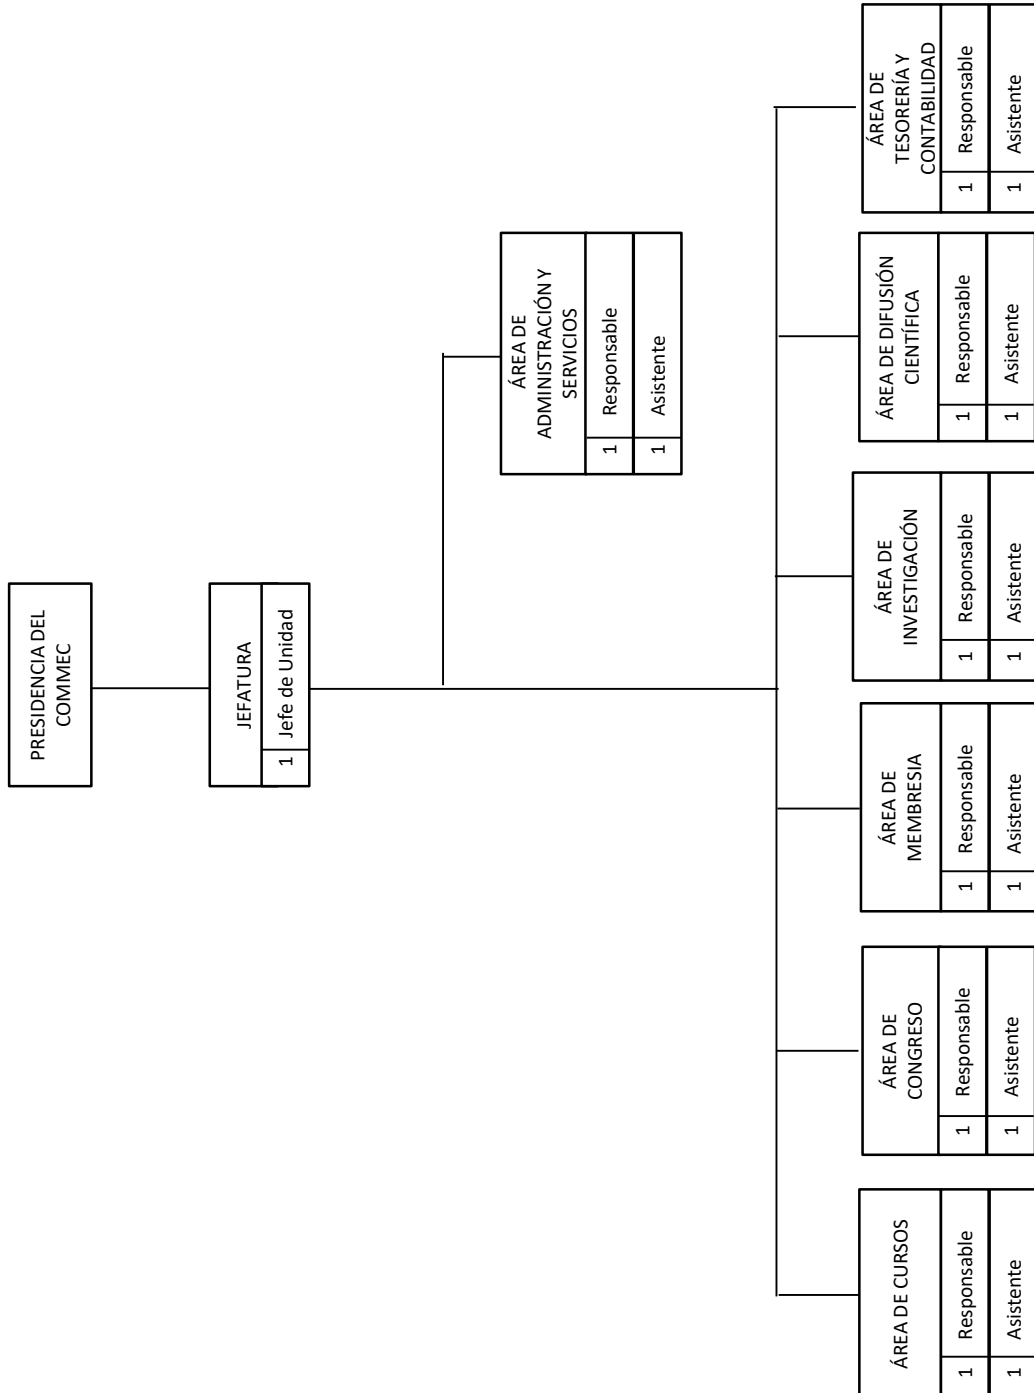 PRESIDENCIA DEL
COMMEC
JEFATURA
1 Jefe de Unidad
ÁREA DE
ADMINISTRACIÓN Y
SERVICIOS
1 Responsable
1 Asistente
ÁREA DE CURSOS
1 Responsable
1 Asistente
ÁREA DE
CONGRESO
1 Responsable
1 Asistente
ÁREA DE
MEMBRESIA
1 Responsable
1 Asistente
ÁREA DE
INVESTIGACIÓN
1 Responsable
1 Asistente
ÁREA DE DIFUSIÓN
CIENTÍFICA
1 Responsable
1 Asistente
ÁREA DE
TESORERÍA Y
CONTABILIDAD
1 Responsable
1 Asistente